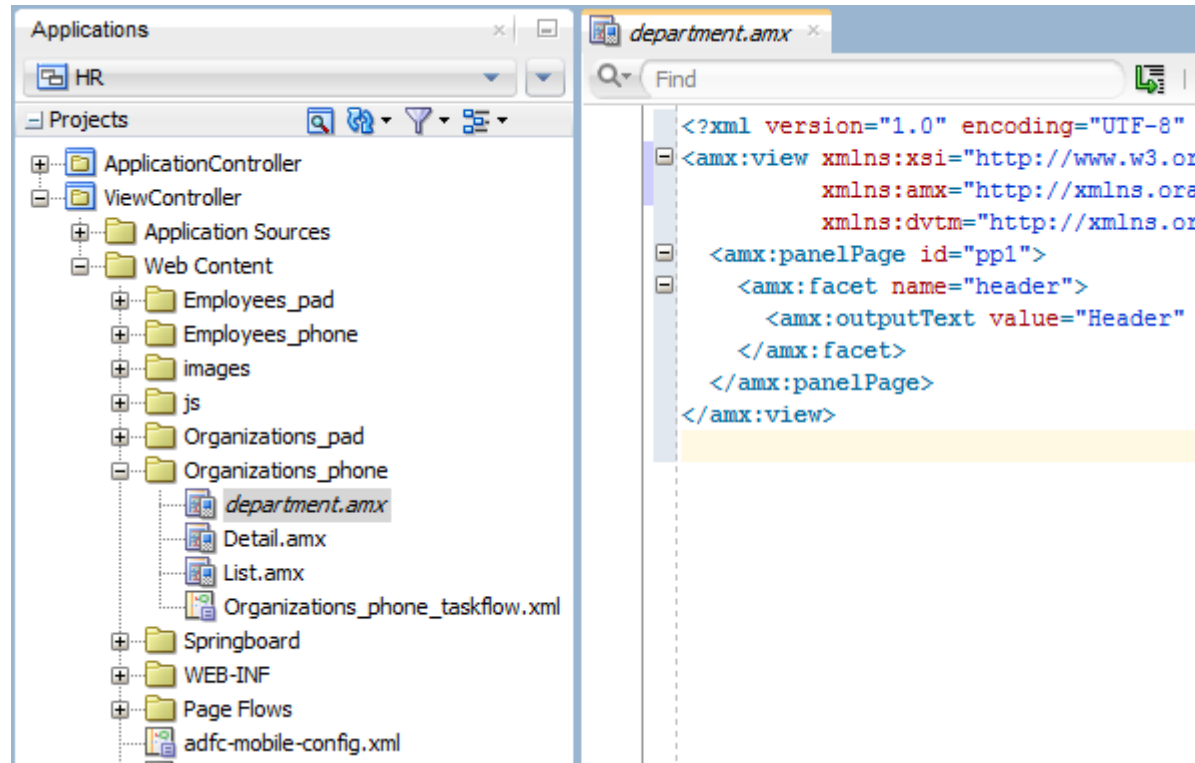 Applications
HR
Projects
ApplicationController
ViewController
Application Sources
Web Content
Employees_pad
Employees_phone
images
js
Organizations_pad
Organizations_phone
department.amx
Detail.amx
List.amx
Organizations_phone_taskflow.xml
Springboard
WEB-INF
Page Flows
adfc-mobile-config.xml
department.amx
Find
<?xml version="1.0" encoding="UTF-8"
<amx:view xmlns:xsi="http://www.w3.or
xmlns:amx="http://xmlns.ora
xmlns:dvtm="http://xmlns.or
<amx:panelPage id="pp1">
<amx:facet name="header">
<amx:outputText value="Header"
</amx:facet>
</amx:panelPage>
</amx:view>